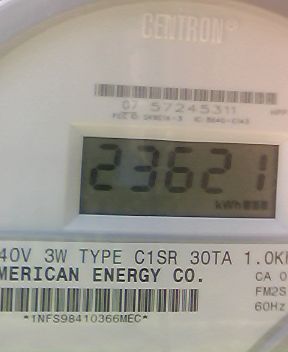 CENTRON®
07 57245311
23621
kWh
40V 3W TYPE C1SR 30TA 1.0K
MERICAN ENERGY CO.
CA 0
FM2S
60Hz
*1NFS98410366MEC*